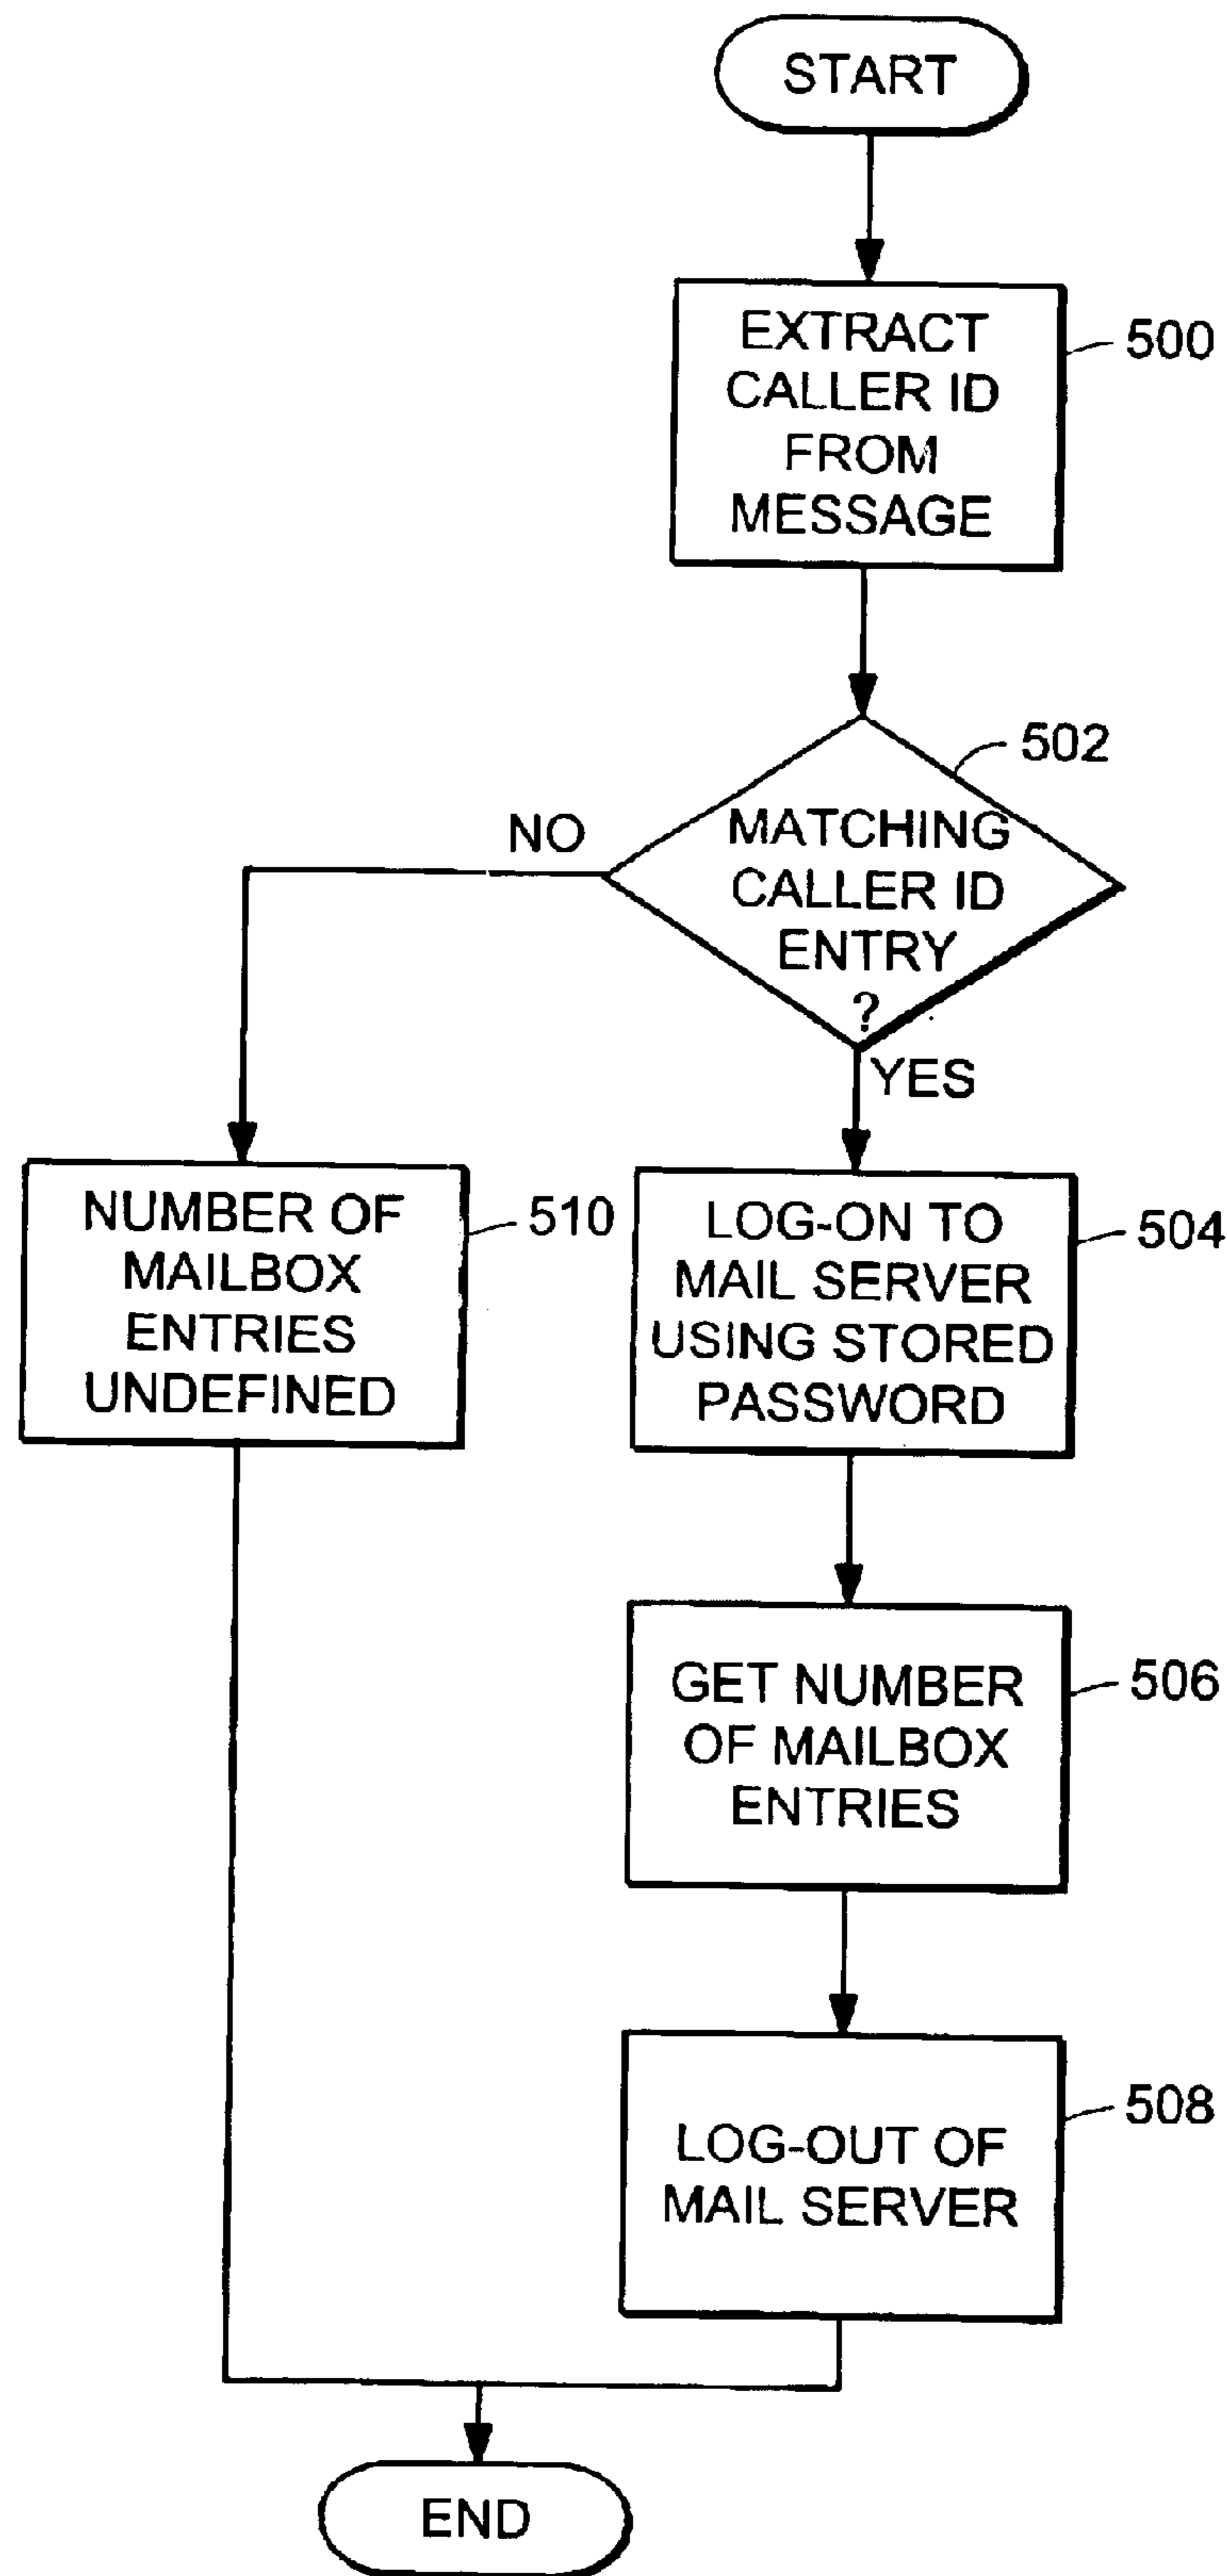 START
EXTRACT
CALLER ID
FROM
MESSAGE
500
502
NO
MATCHING
CALLER ID
ENTRY
?
YES
NUMBER OF
MAILBOX
ENTRIES
UNDEFINED
510
LOG-ON TO
MAIL SERVER
USING STORED
PASSWORD
504
GET NUMBER
OF MAILBOX
ENTRIES
506
LOG-OUT OF
MAIL SERVER
508
END